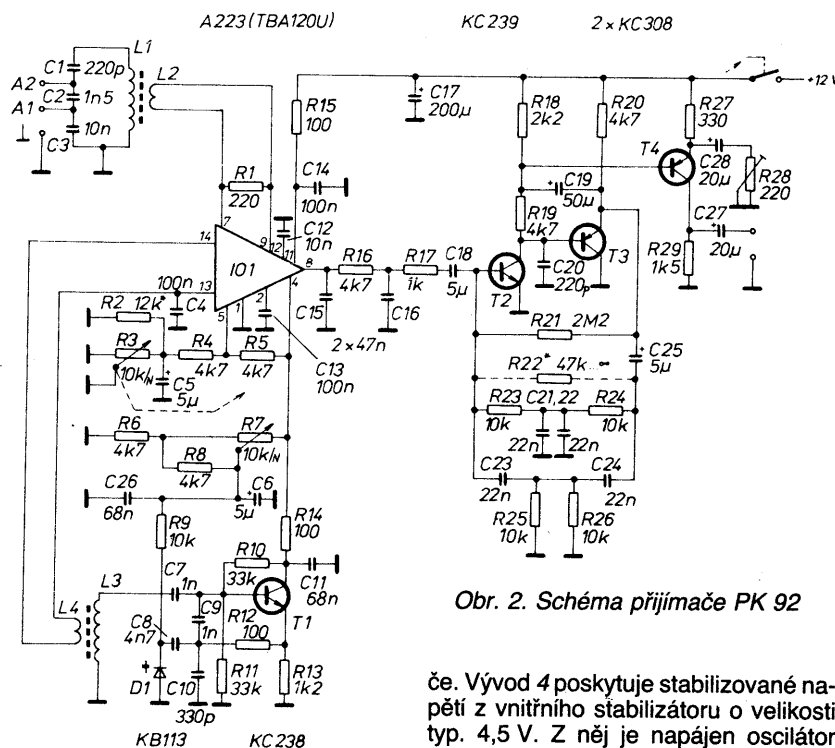 A223(TBA120U)
KC239
2×KC308
L1
C1
220p
L2
A2
C2
1n5
A1
10n
C3
R15
100
C17
200µ
R18
2k2
R20
4k7
R27
330
+12 V
T4
C28
20µ
R28
220
R1
220
C14
100n
C12
10n
C19
50µ
R19
4k7
T3
C27
20µ
R29
1k5
14
7
9
12
11
IO1
8
4
13
5
1
2
R16
4k7
R17
1k
C18
5µ
T2
C20
220p
C15
C16
2×47n
100n
C4
R2
12k*
R3
10k/N
C5
5µ
R4
4k7
R5
4k7
C13
100n
R21
2M2
C25
5µ
R22*
47k...∞
R23
10k
C21,22
R24
10k
22n
22n
C23
22n
C24
22n
R25
10k
R26
10k
R6
4k7
R7
10k/N
R8
4k7
C26
68n
C6
5µ
R9
10k
R14
100
R10
33k
C11
68n
C7
1n
L3
L4
C8
4n7
C9
1n
R12
100
T1
D1
C10
330p
R11
33k
R13
1k2
KB113
KC238
Obr. 2. Schéma přijímače PK 92
če. Vývod 4 poskytuje stabilizované na-
pětí z vnitřního stabilizátoru o velikosti
typ. 4,5 V. Z něj je napájen oscilátor